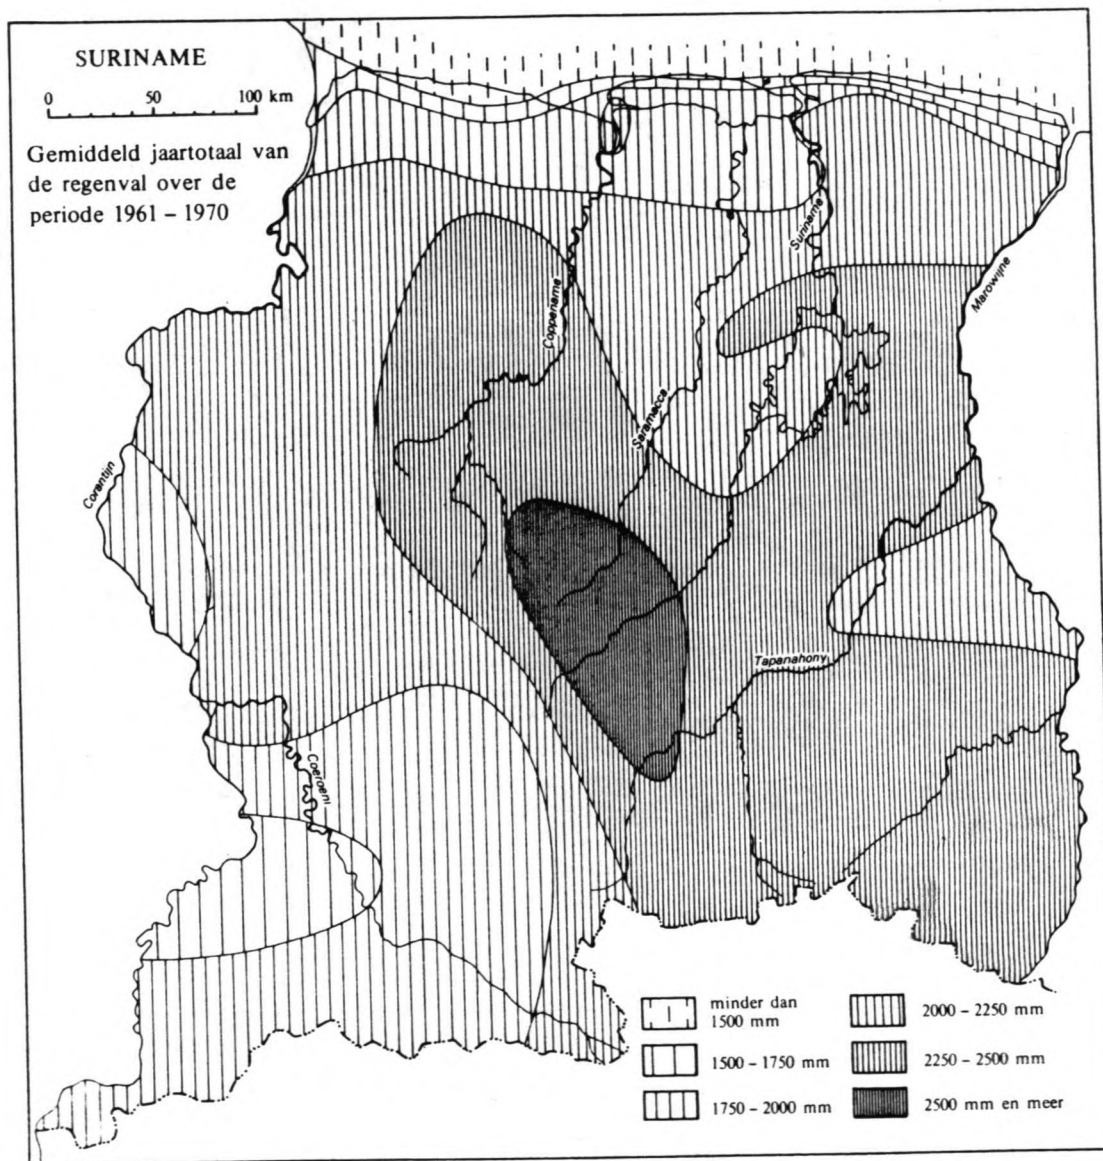 SURINAME
0 50 100 km
Gemiddeld jaartotaal van
de regenval over de
periode 1961 – 1970
Suriname
Marowijne
Coppename
Saramacca
Corantijn
Tapanahony
Coeroeni
minder dan
1500 mm
1500 – 1750 mm
1750 – 2000 mm
2000 – 2250 mm
2250 – 2500 mm
2500 mm en meer